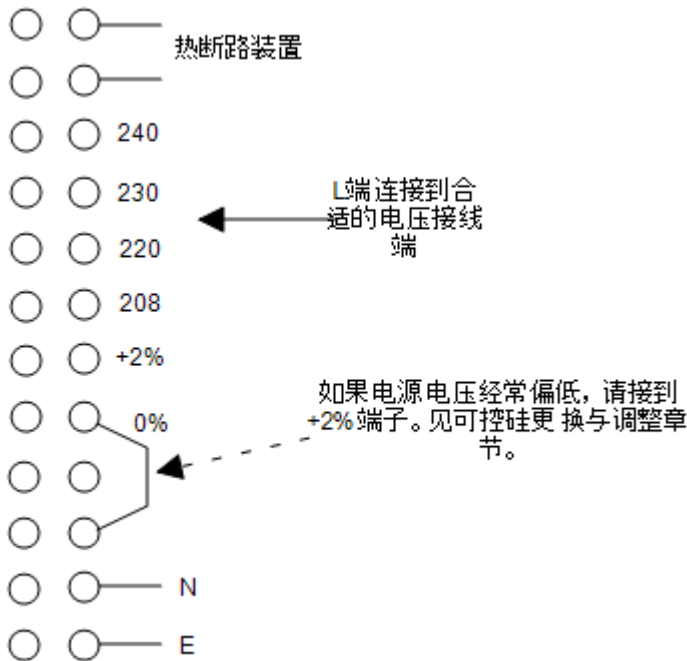 热断路装置
240
230
L端连接到合
适的电压接线
端
220
208
+2%
如果电源电压经常偏低，请接到
+2%端子。见可控硅更换与调整章
节。
0%
N
E